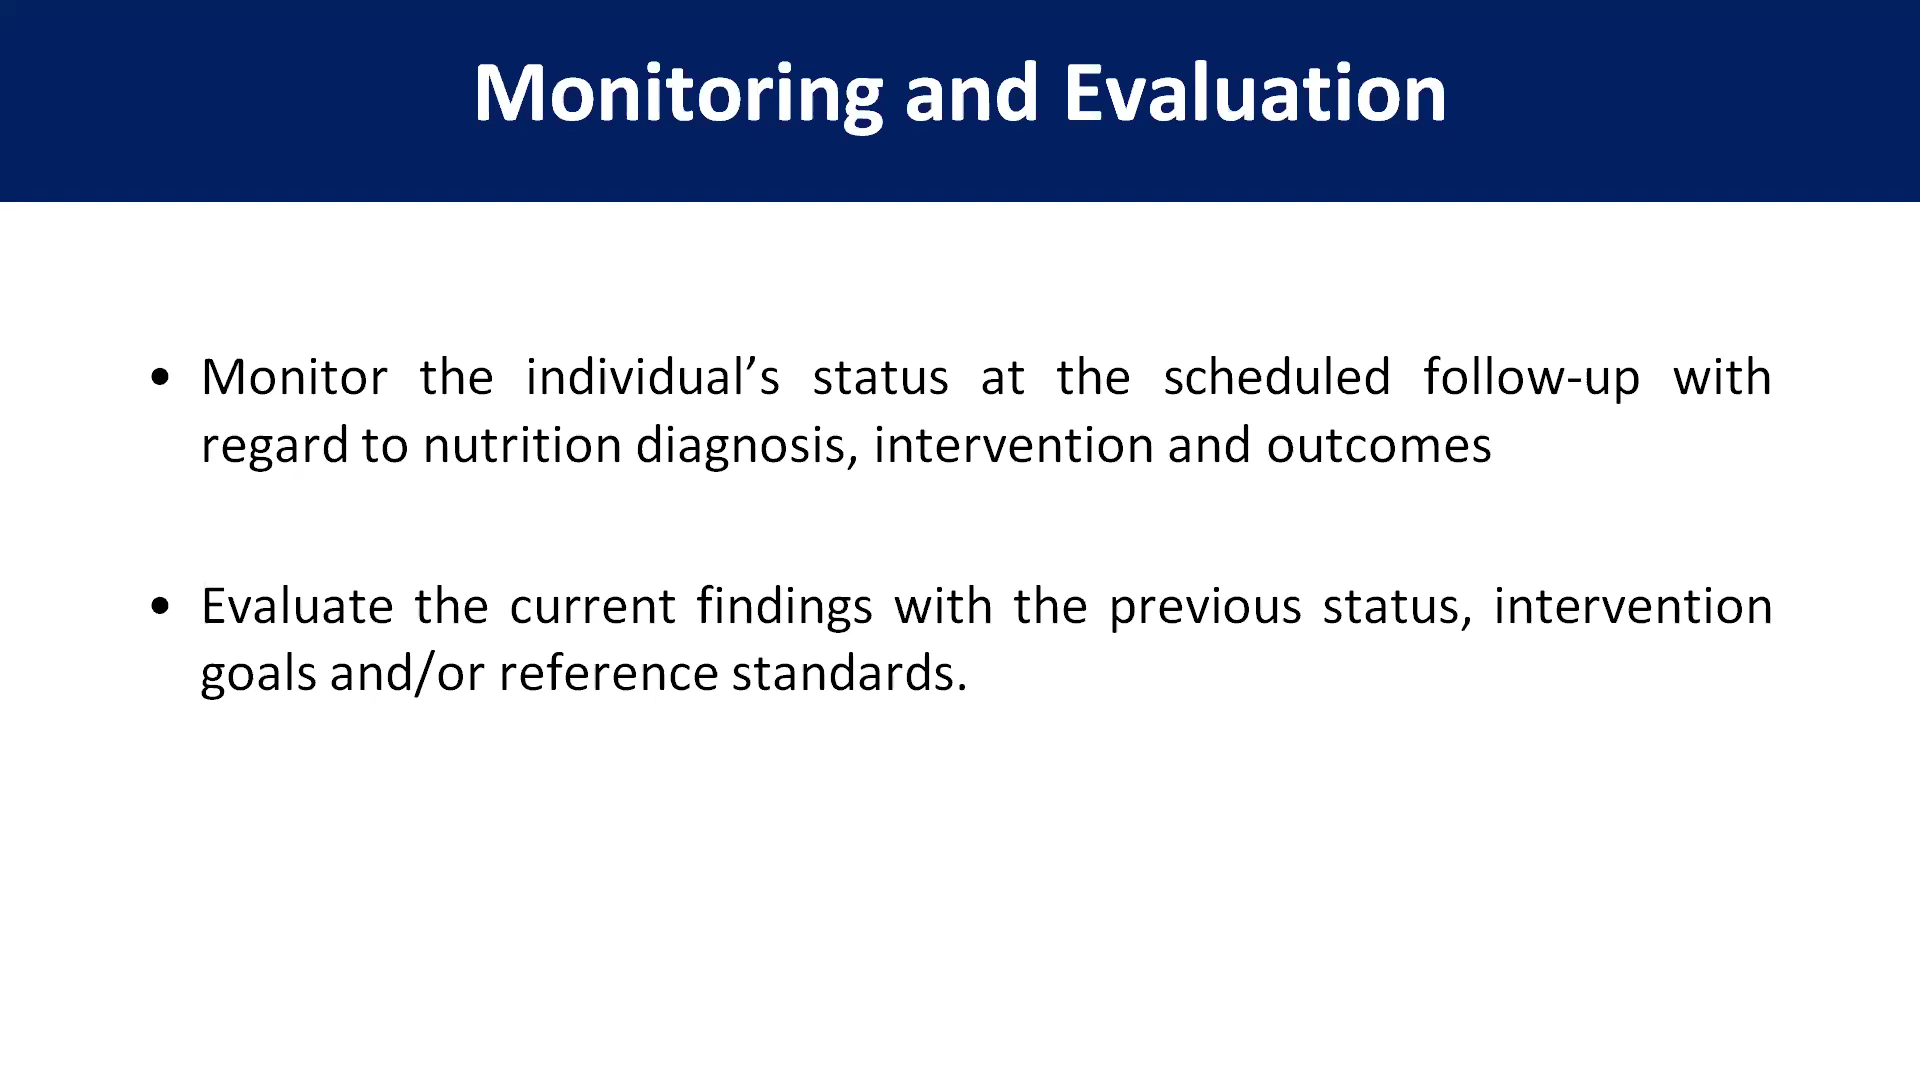 Monitoring and Evaluation
• Monitor the individual’s status at the scheduled follow-up with
regard to nutrition diagnosis, intervention and outcomes
• Evaluate the current findings with the previous status, intervention
goals and/or reference standards.